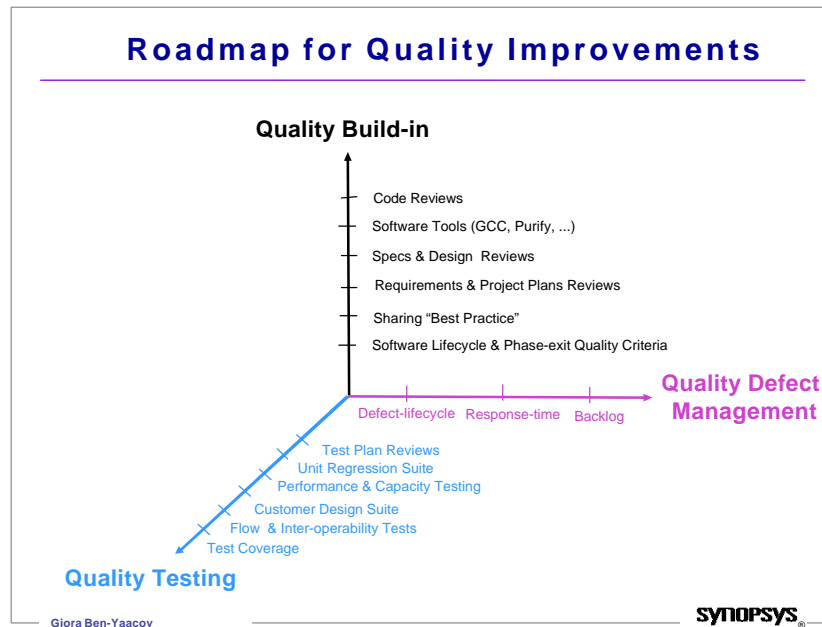 Roadmap for Quality Improvements
Quality Build-in
Code Reviews
Software Tools (GCC, Purify, ...)
Specs & Design Reviews
Requirements & Project Plans Reviews
Sharing “Best Practice”
Software Lifecycle & Phase-exit Quality Criteria
Quality Defect
Management
Defect-lifecycle Response-time Backlog
Test Plan Reviews
Unit Regression Suite
Performance & Capacity Testing
Customer Design Suite
Flow & Inter-operability Tests
Test Coverage
Quality Testing
Giora Ben-Yaacov
SYNOPSYS®